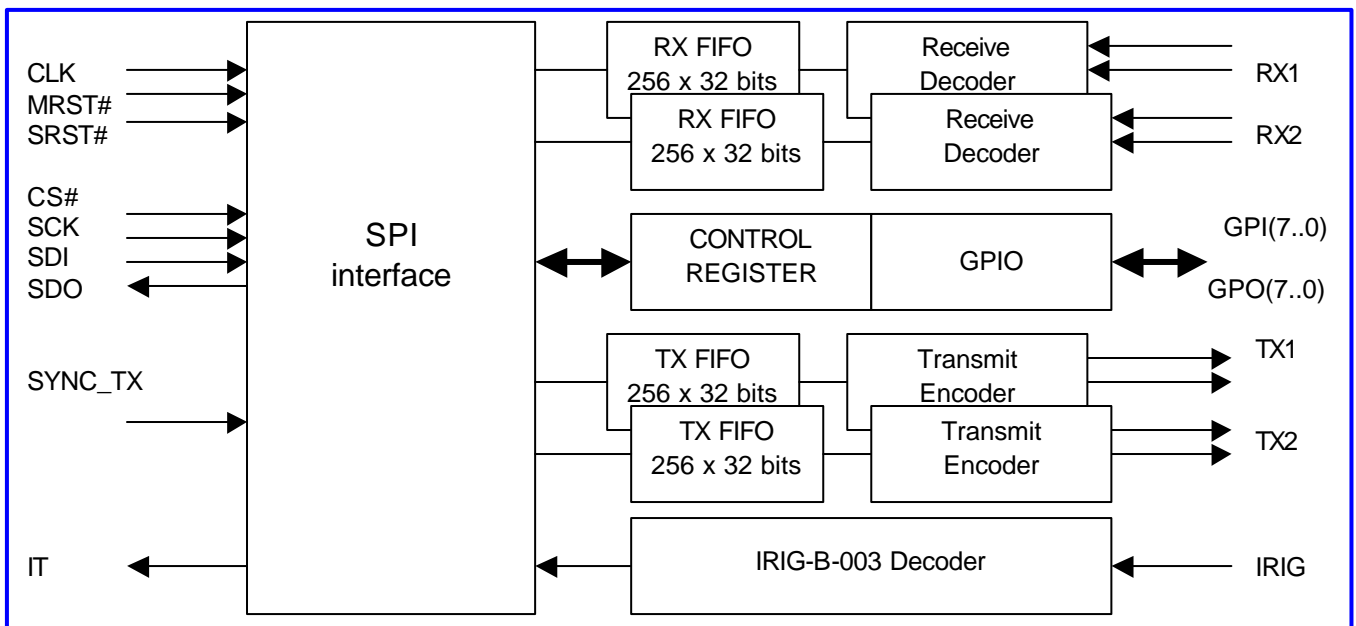 CLK
MRST#
SRST#
CS#
SCK
SDI
SDO
SYNC_TX
IT
SPI
interface
RX FIFO
256 x 32 bits
RX FIFO
256 x 32 bits
Receive
Decoder
Receive
Decoder
RX1
RX2
CONTROL
REGISTER
GPIO
GPI(7..0)
GPO(7..0)
TX FIFO
256 x 32 bits
TX FIFO
256 x 32 bits
Transmit
Encoder
Transmit
Encoder
TX1
TX2
IRIG-B-003 Decoder
IRIG